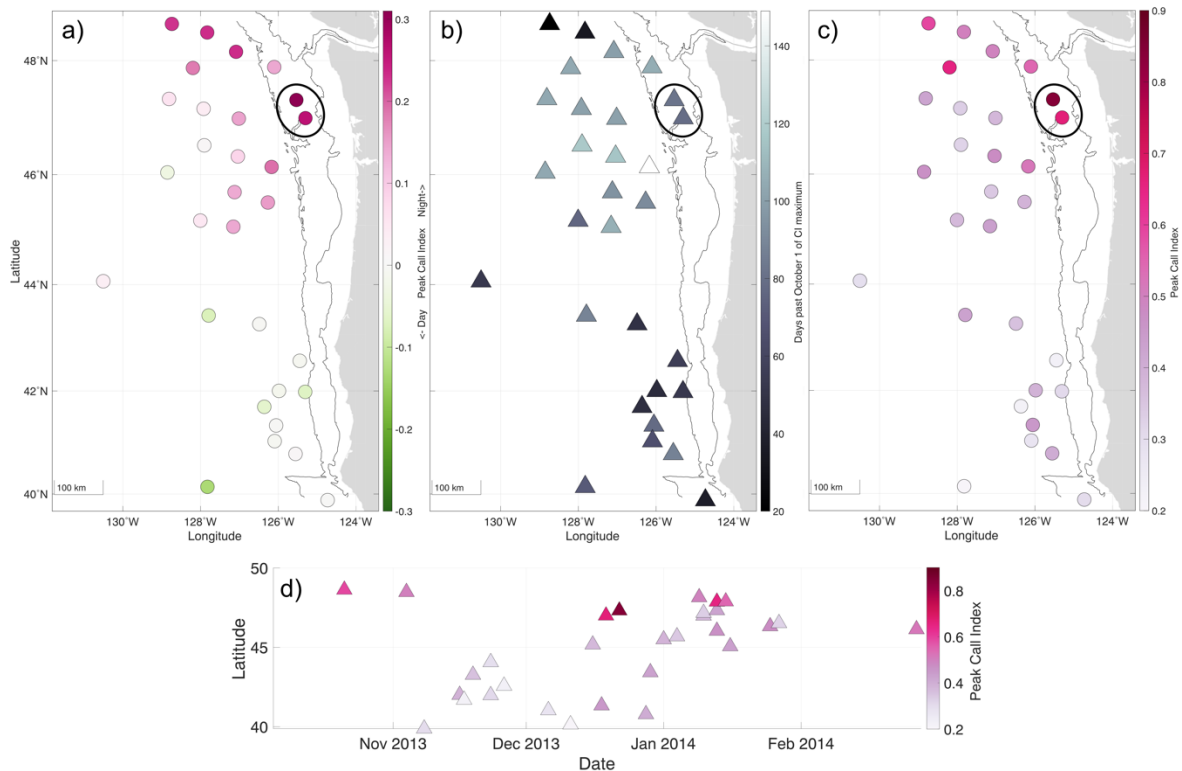 a)
48°N
46°N
44°N
42°N
40°N
Latitude
100 km
130°W
128°W
126°W
124°W
Longitude
0.3
0.2
0.1
0
-0.1
-0.2
-0.3
<- Day Peak Call Index Night->
b)
100 km
130°W
128°W
126°W
124°W
Longitude
140
120
100
80
60
40
20
Days past October 1 of CI maximum
c)
100 km
130°W
128°W
126°W
124°W
Longitude
0.9
0.8
0.7
0.6
0.5
0.4
0.3
0.2
Peak Call Index
d)
50
45
40
Latitude
Nov 2013
Dec 2013
Jan 2014
Feb 2014
Date
0.8
0.6
0.4
0.2
Peak Call Index